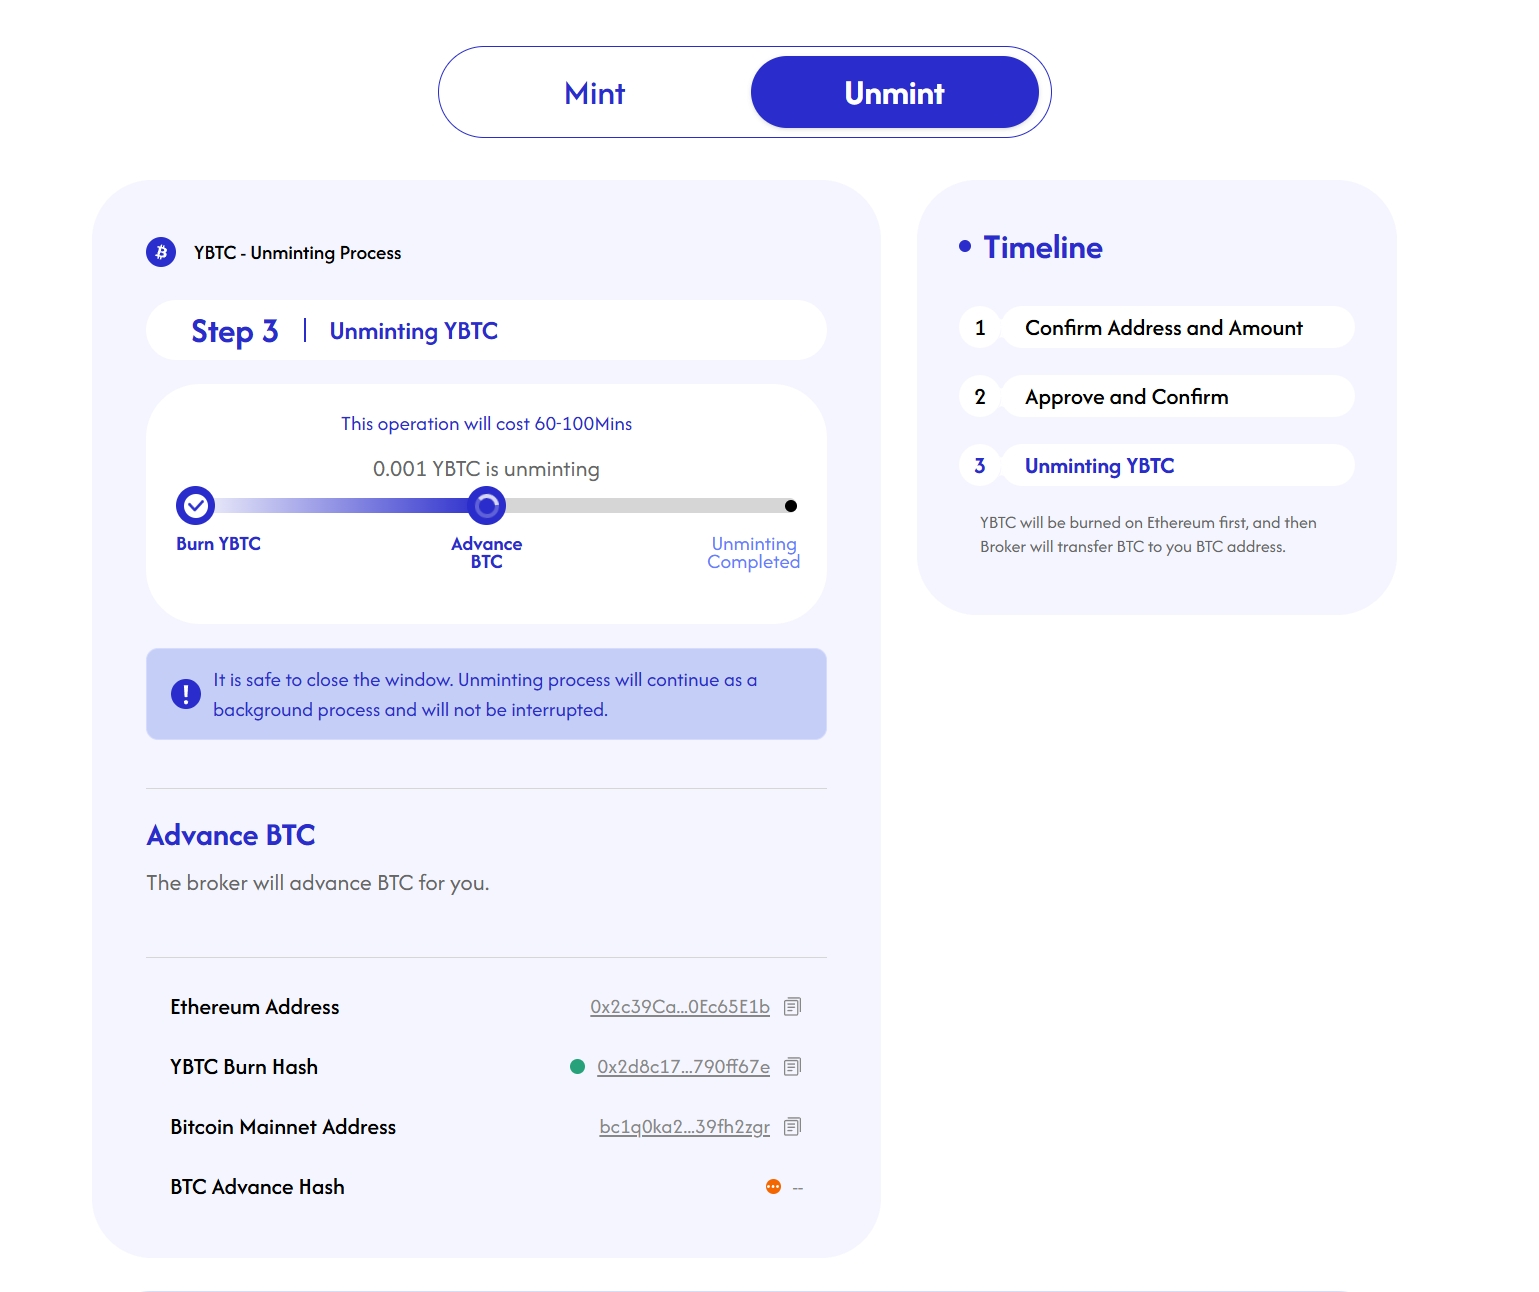 Mint
Unmint
YBTC - Unminting Process
Step 3
Unminting YBTC
This operation will cost 60-100Mins
0.001 YBTC is unminting
Burn YBTC
Advance
BTC
Unminting
Completed
It is safe to close the window. Unminting process will continue as a
background process and will not be interrupted.
Advance BTC
The broker will advance BTC for you.
Ethereum Address
0x2c39Ca...0Ec65E1b
YBTC Burn Hash
0x2d8c17...790ff67e
Bitcoin Mainnet Address
bc1q0ka2...39fh2zgr
BTC Advance Hash
--
Timeline
1 Confirm Address and Amount
2 Approve and Confirm
3 Unminting YBTC
YBTC will be burned on Ethereum first, and then
Broker will transfer BTC to you BTC address.